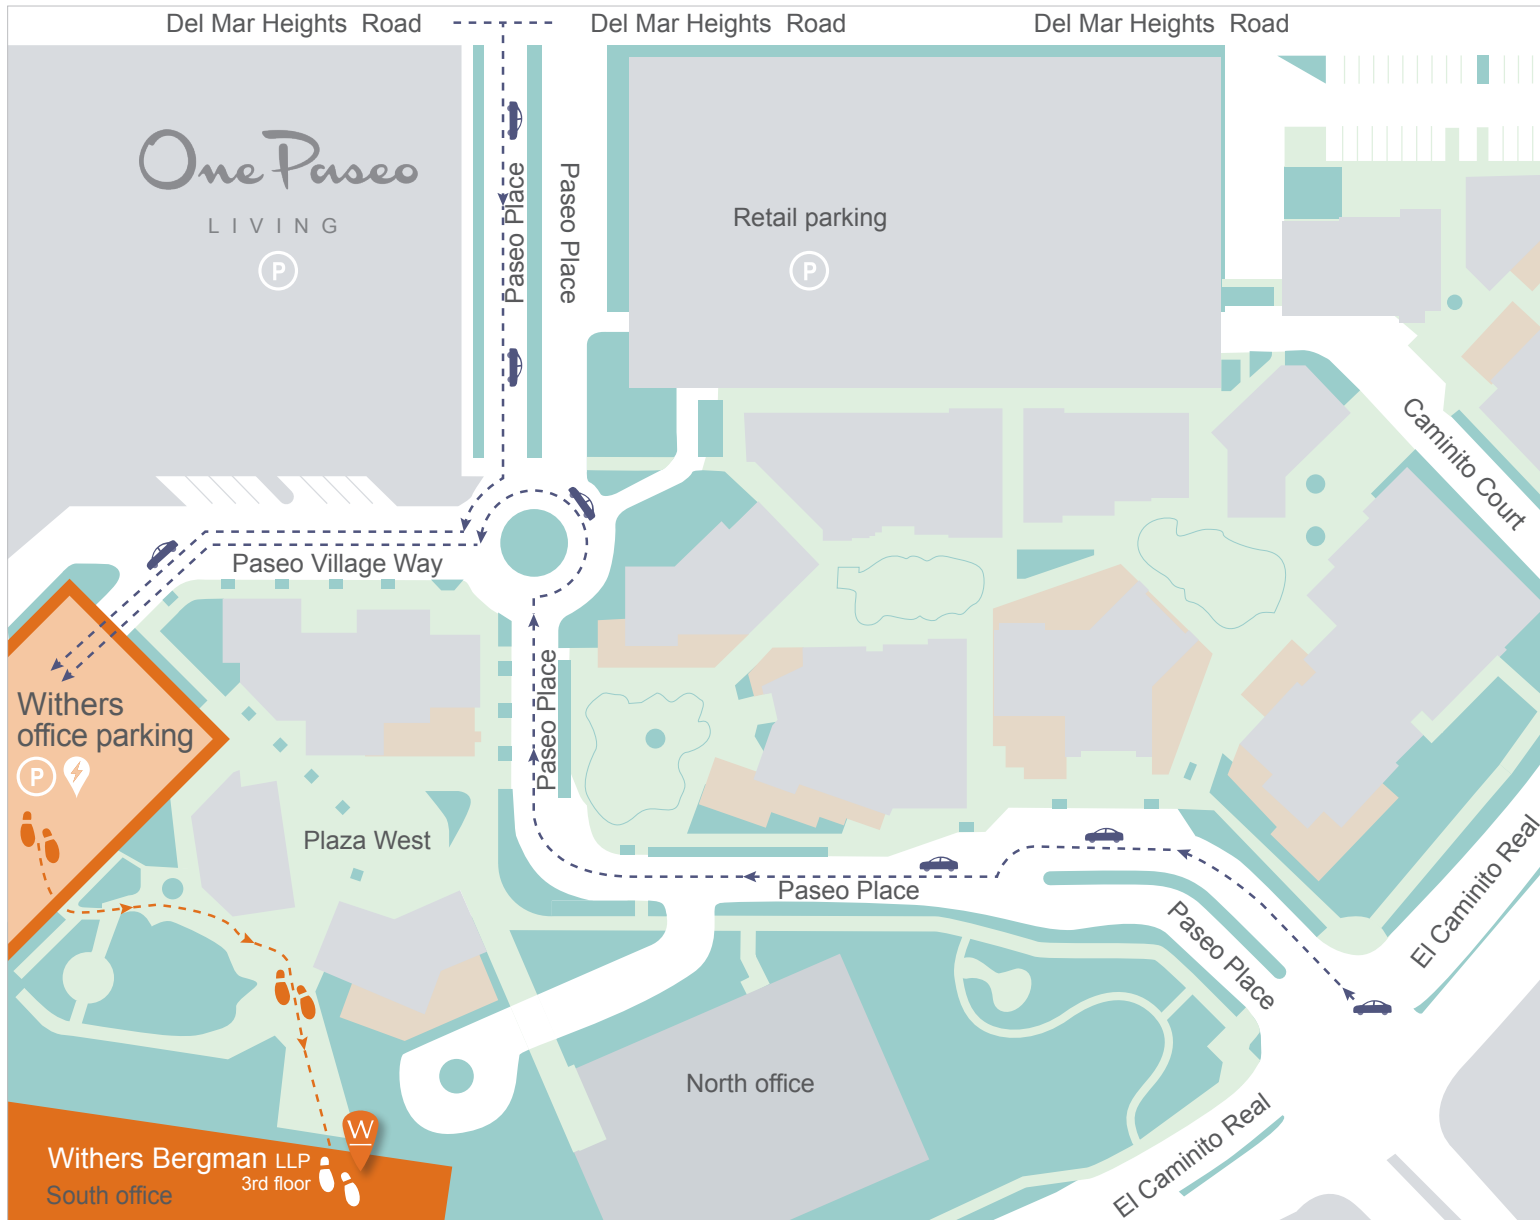 Del Mar Heights Road
Del Mar Heights Road
Del Mar Heights Road
One Paseo
LIVING
P
Paseo Place
Paseo Place
Retail parking
P
Caminito Court
Paseo Village Way
Withers
office parking
P
Paseo Place
Plaza West
Paseo Place
Paseo Place
El Caminito Real
North office
El Caminito Real
W
Withers Bergman LLP
3rd floor
South office